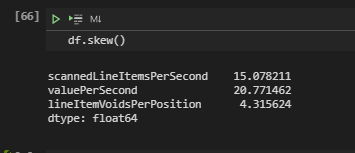 [66]
M↓
df.skew()
scannedLineItemsPerSecond 15.078211
valuePerSecond 20.771462
lineItemVoidsPerPosition 4.315624
dtype: float64